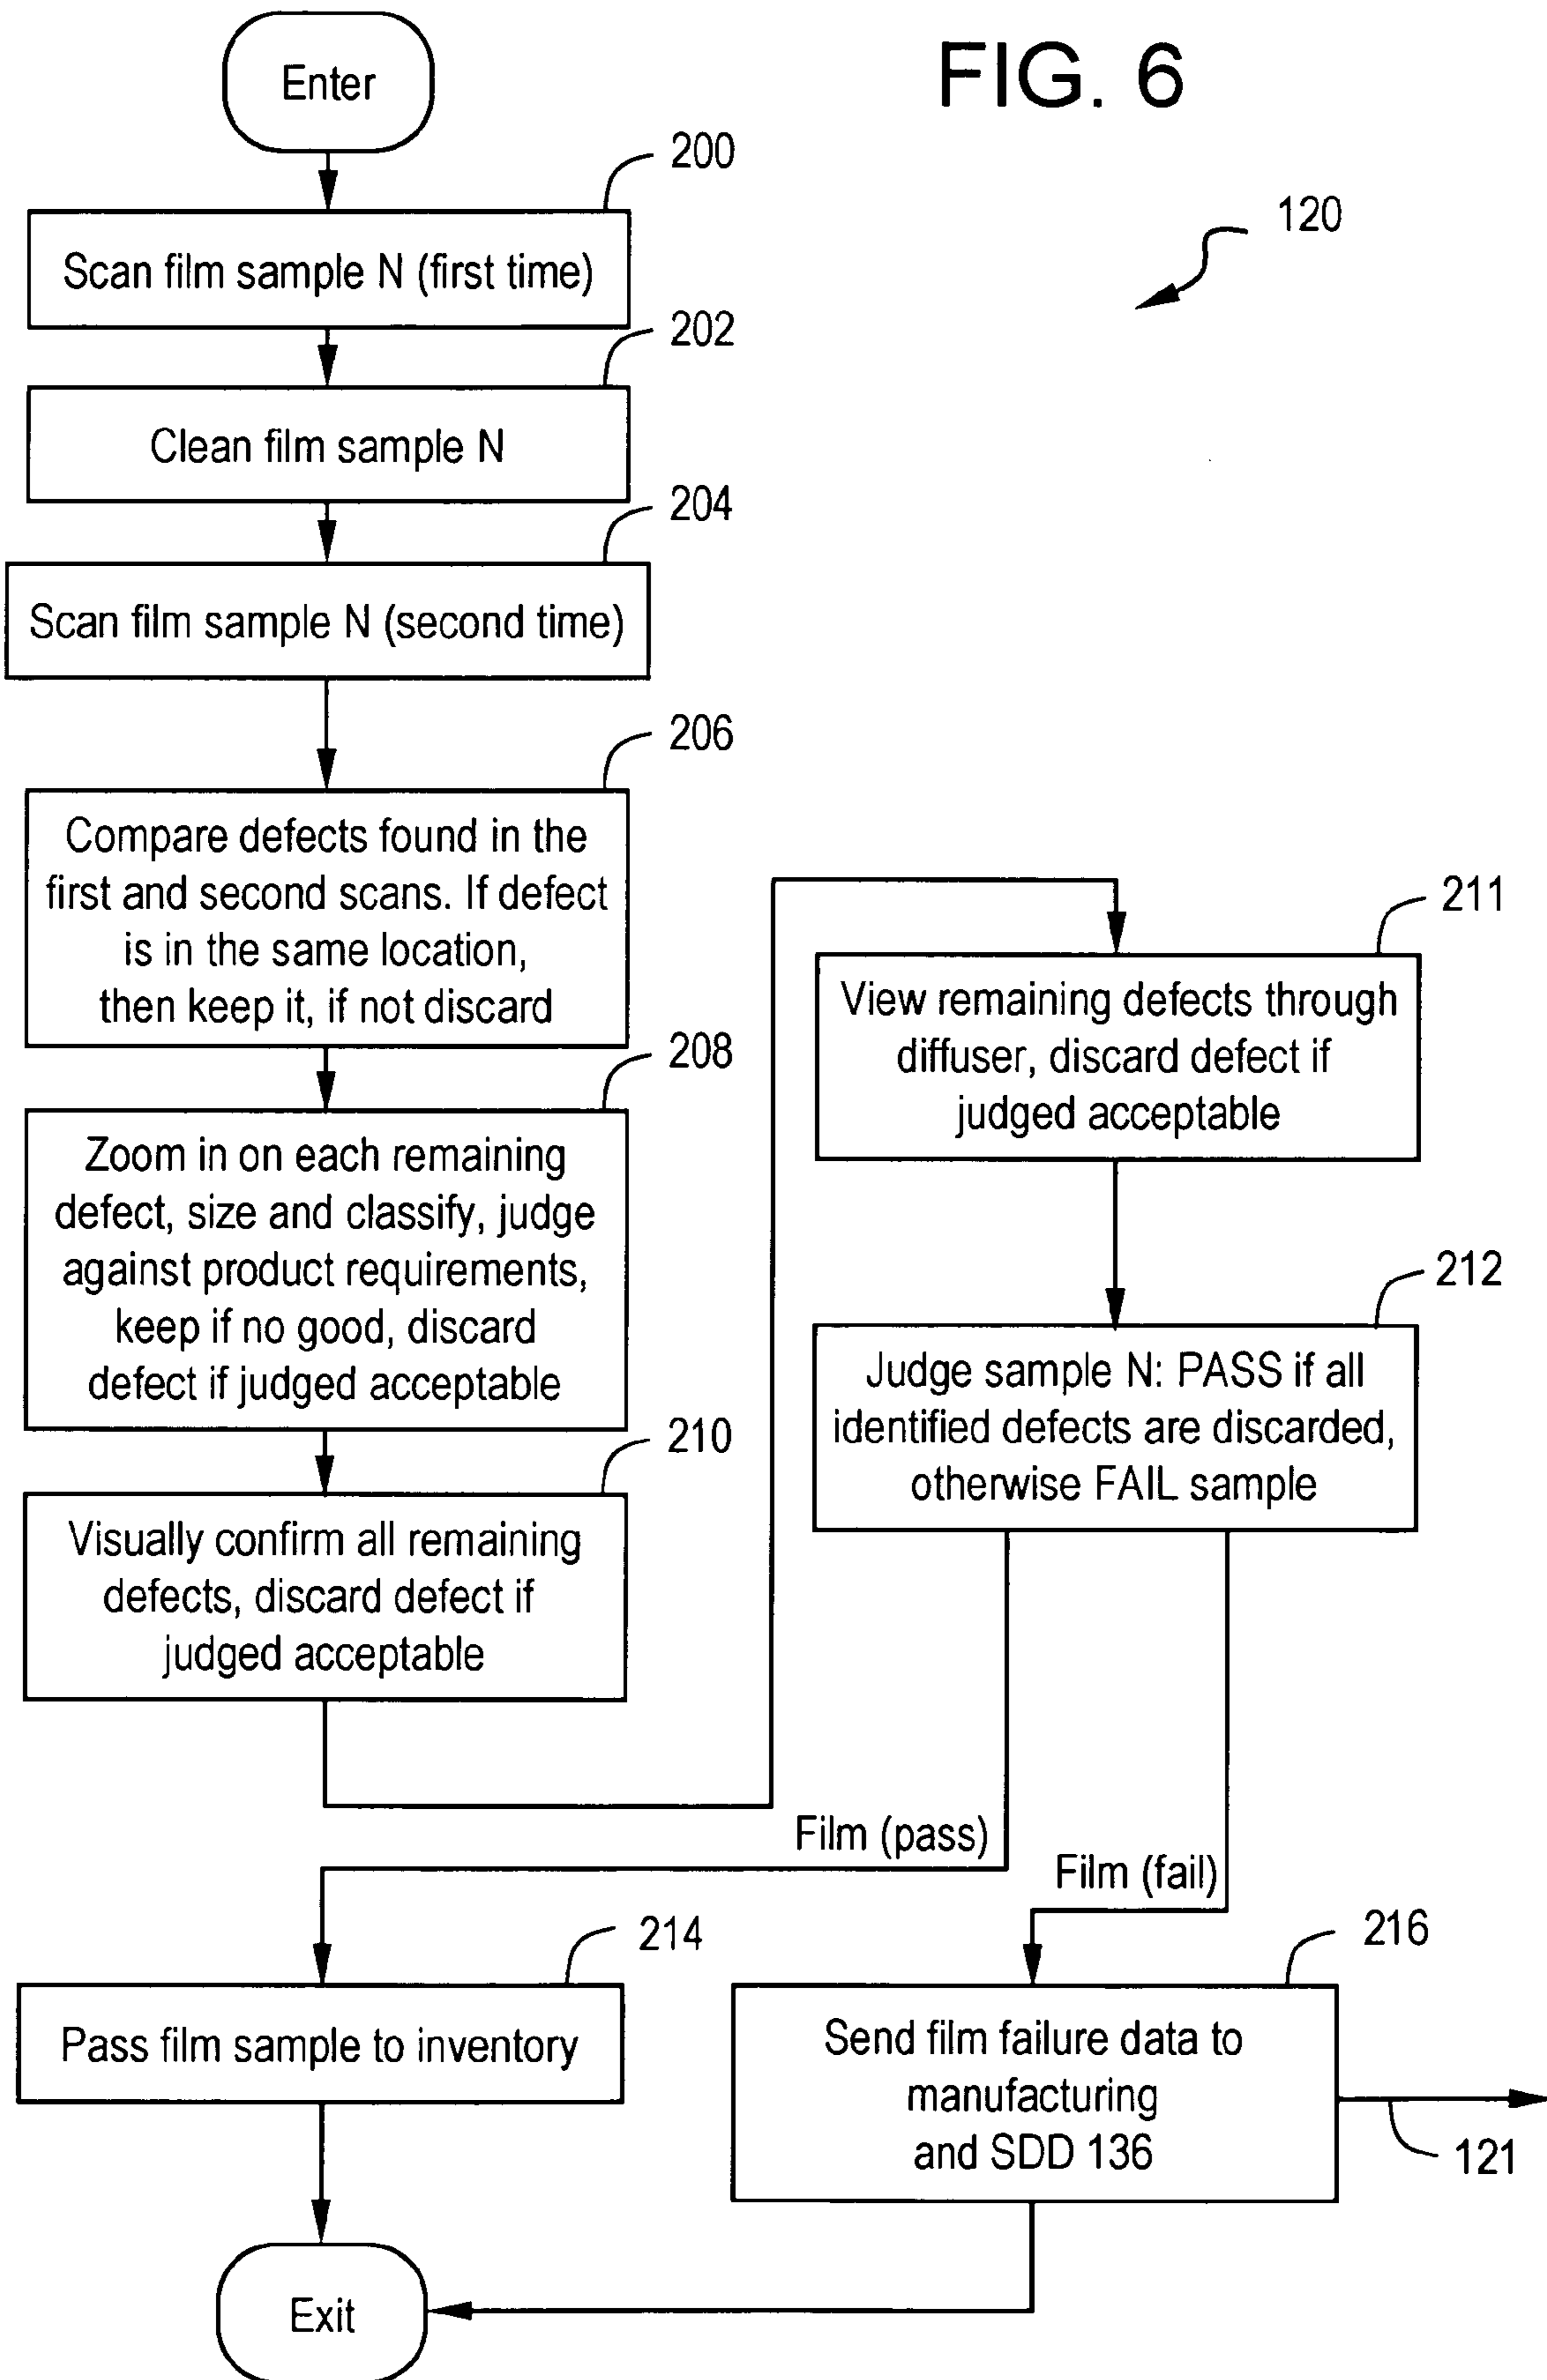 FIG. 6
Enter
200
120
Scan film sample N (first time)
202
Clean film sample N
204
Scan film sample N (second time)
206
Compare defects found in the
first and second scans. If defect
is in the same location,
then keep it, if not discard
208
Zoom in on each remaining
defect, size and classify, judge
against product requirements,
keep if no good, discard
defect if judged acceptable
210
Visually confirm all remaining
defects, discard defect if
judged acceptable
211
View remaining defects through
diffuser, discard defect if
judged acceptable
212
Judge sample N: PASS if all
identified defects are discarded,
otherwise FAIL sample
Film (pass)
Film (fail)
214
Pass film sample to inventory
216
Send film failure data to
manufacturing
and SDD 136
121
Exit